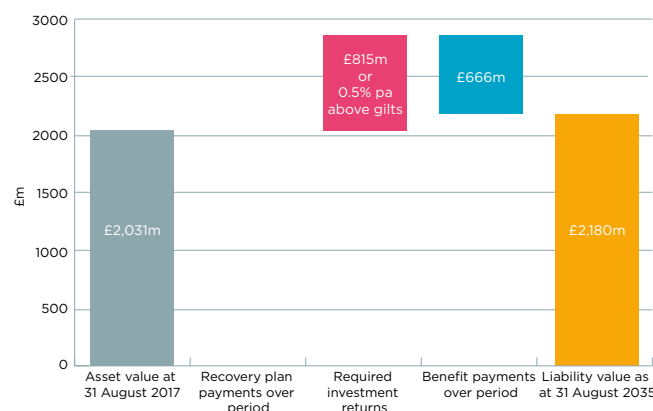 3000
2500
2000
1500
1000
500
0
£m
£2,031m
£815m
or
0.5% pa
above gilts
£666m
£2,180m
Asset value at
31 August 2017
Recovery plan
payments over
period
Required
investment
returns
Benefit payments
over period
Liability value as
at 31 August 2035